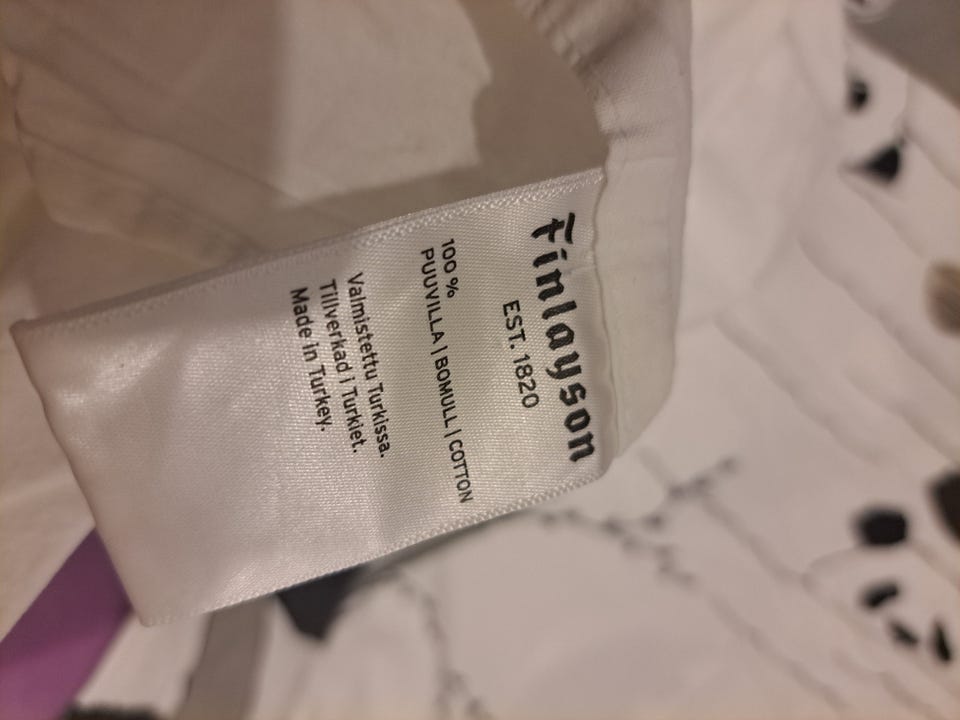 Finlayson
EST. 1820
100 %
PUUVILLA | BOMULL | COTTON
Valmistettu Turkissa.
Tillverkad i Turkiet.
Made in Turkey.